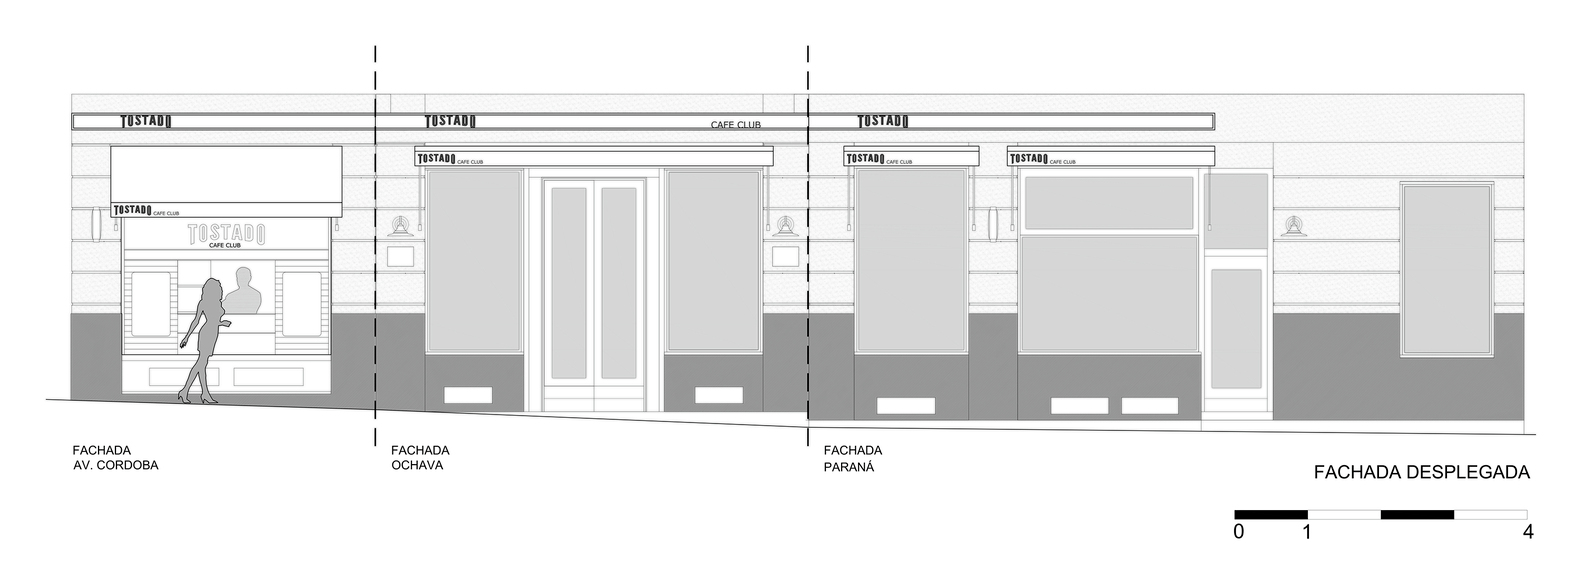 TOSTADO
TOSTADO
CAFE CLUB
TOSTADO
TOSTADO CAFE CLUB
TOSTADO CAFE CLUB
TOSTADO CAFE CLUB
TOSTADO CAFE CLUB
TOSTADO
CAFE CLUB
FACHADA
AV. CORDOBA
FACHADA
OCHAVA
FACHADA
PARANÁ
FACHADA DESPLEGADA
0 1 4